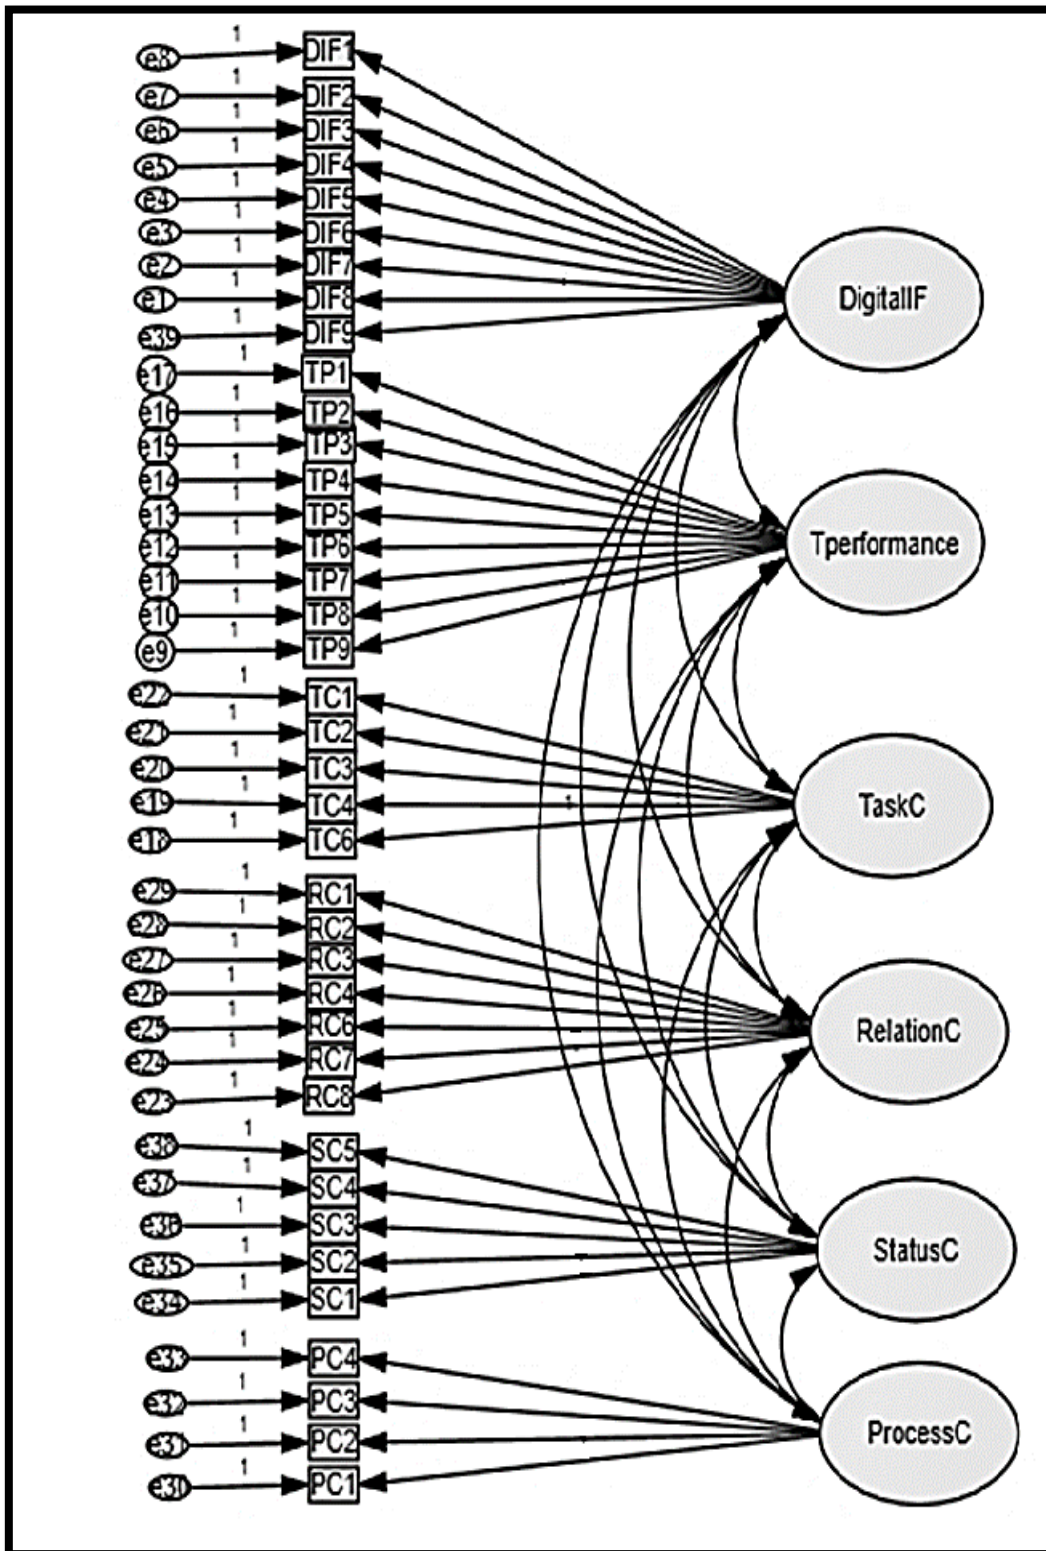 1
e8 DIF1
1
e7 DIF2
1
e6 DIF3
1
e5 DIF4
1
e4 DIF5
1
e3 DIF6
1
e2 DIF7
1
e1 DIF8
1
e39 DIF9
DigitalIF
1
e17 TP1
1
e16 TP2
1
e15 TP3
1
e14 TP4
1
e13 TP5
1
e12 TP6
1
e11 TP7
1
e10 TP8
1
e9 TP9
Tperformance
1
e22 TC1
1
e21 TC2
1
e20 TC3
1
e19 TC4
1
e18 TC6
1
TaskC
1
e29 RC1
1
e28 RC2
1
e27 RC3
1
e26 RC4
1
e25 RC6
1
e24 RC7
1
e23 RC8
RelationC
1
e38 SC5
1
e37 SC4
1
e36 SC3
1
e35 SC2
1
e34 SC1
StatusC
1
e33 PC4
1
e32 PC3
1
e31 PC2
1
e30 PC1
ProcessC